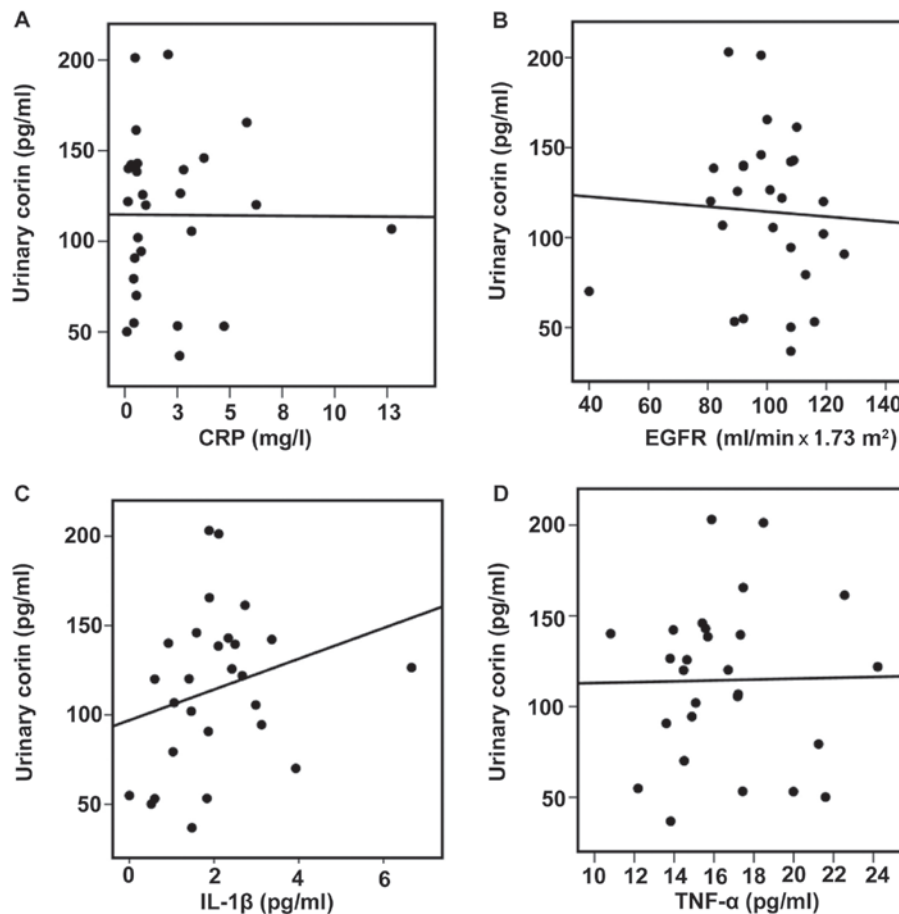 A
Urinary corin (pg/ml)
200
150
100
50
0 3 5 8 10 13
CRP (mg/l)
B
Urinary corin (pg/ml)
200
150
100
50
40 60 80 100 120 140
EGFR (ml/min x 1.73 m²)
C
Urinary corin (pg/ml)
200
150
100
50
0 2 4 6
IL-1β (pg/ml)
D
Urinary corin (pg/ml)
200
150
100
50
10 12 14 16 18 20 22 24
TNF-α (pg/ml)